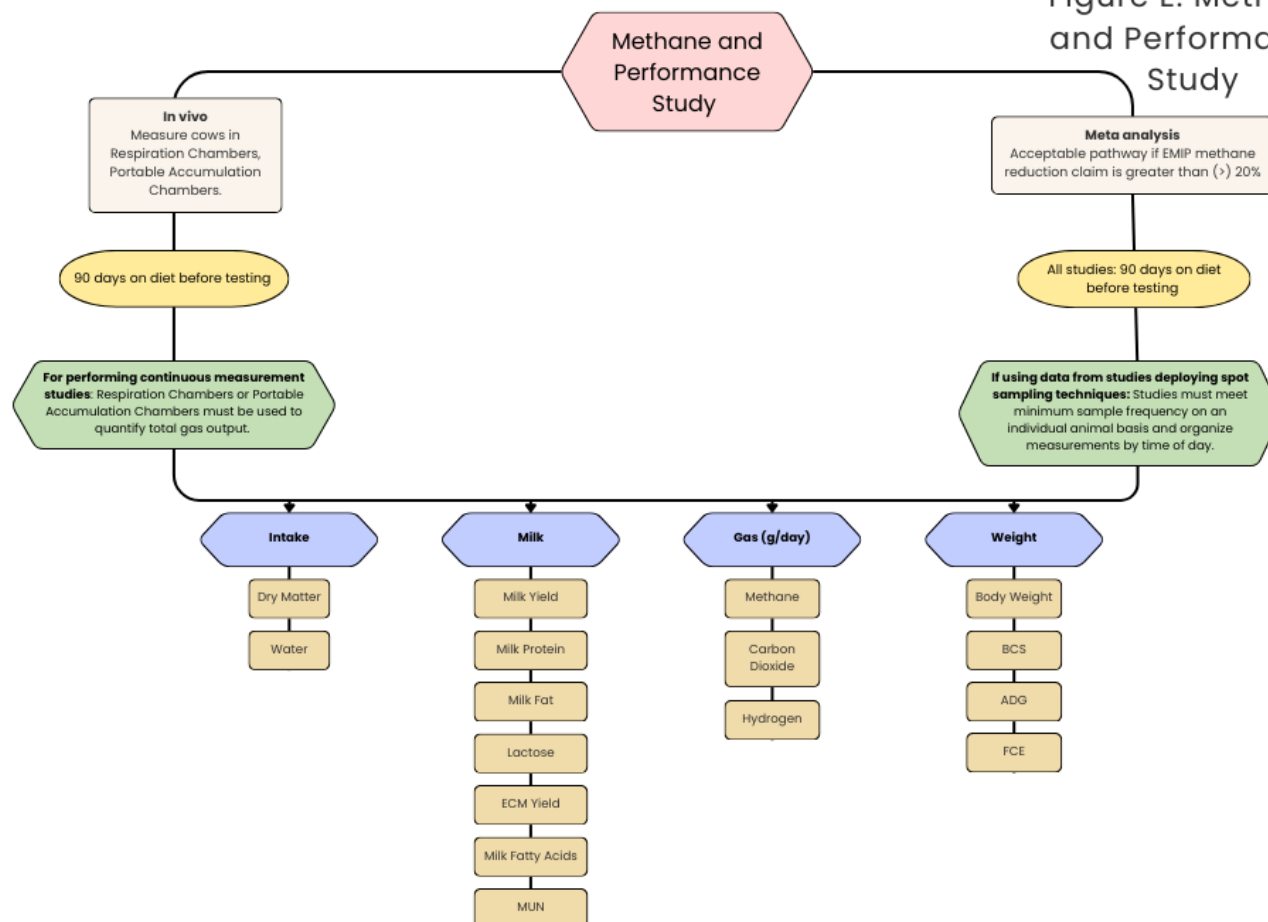 and Performa
Study
Methane and
Performance
Study
In vivo
Measure cows in
Respiration Chambers,
Portable Accumulation
Chambers.
Meta analysis
Acceptable pathway if EMIP methane
reduction claim is greater than (>) 20%
90 days on diet before testing
All studies: 90 days on diet
before testing
For performing continuous measurement
studies: Respiration Chambers or Portable
Accumulation Chambers must be used to
quantify total gas output.
If using data from studies deploying spot
sampling techniques: Studies must meet
minimum sample frequency on an
individual animal basis and organize
measurements by time of day.
Intake
Dry Matter
Water
Milk
Milk Yield
Milk Protein
Milk Fat
Lactose
ECM Yield
Milk Fatty Acids
MUN
Gas (g/day)
Methane
Carbon
Dioxide
Hydrogen
Weight
Body Weight
BCS
ADG
FCE